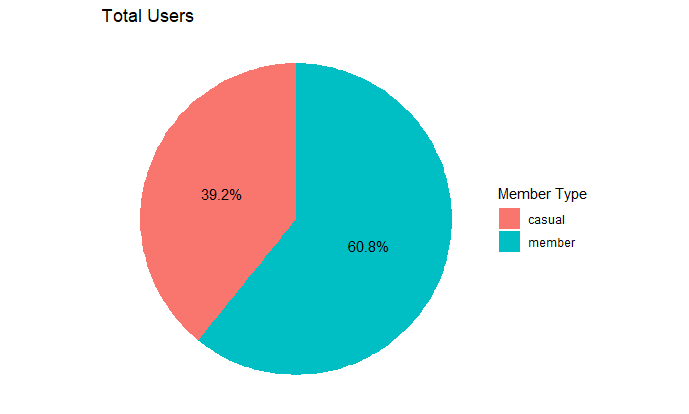 Total Users
39.2%
60.8%
Member Type
casual
member